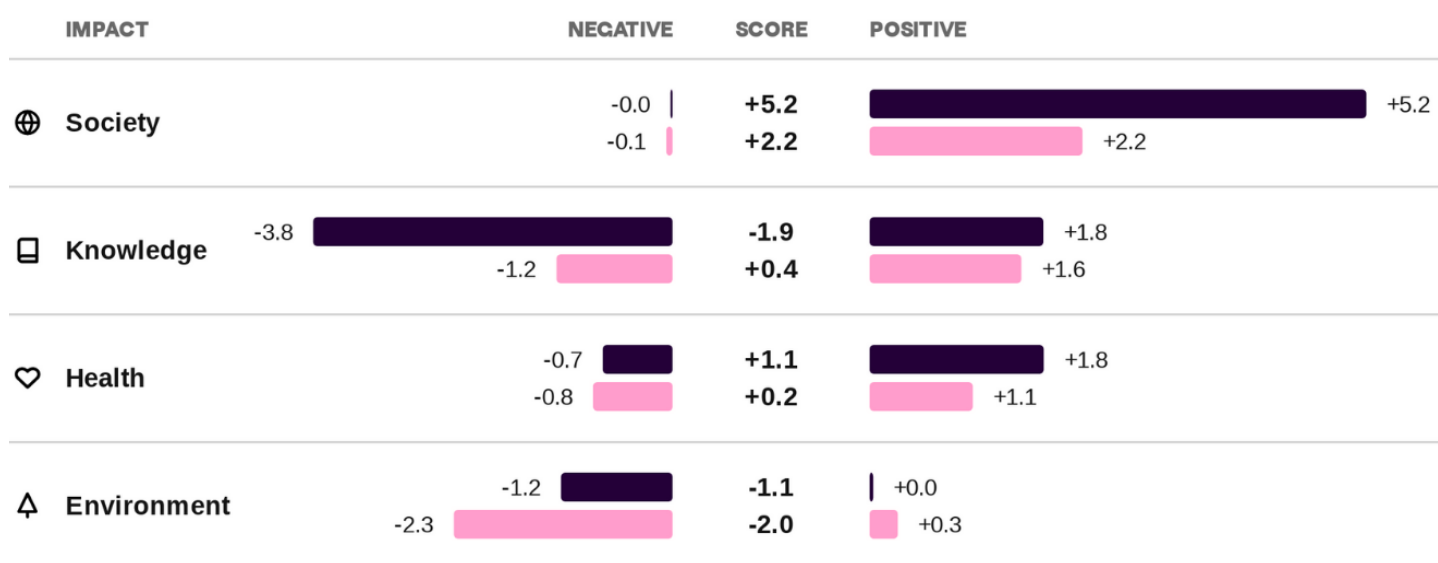 IMPACT NEGATIVE SCORE POSITIVE
-0.0 +5.2 +5.2
Society
-0.1 +2.2 +2.2
-3.8 -1.9 +1.8
Knowledge
-1.2 +0.4 +1.6
-0.7 +1.1 +1.8
Health
-0.8 +0.2 +1.1
-1.2 -1.1 +0.0
Environment
-2.3 -2.0 +0.3